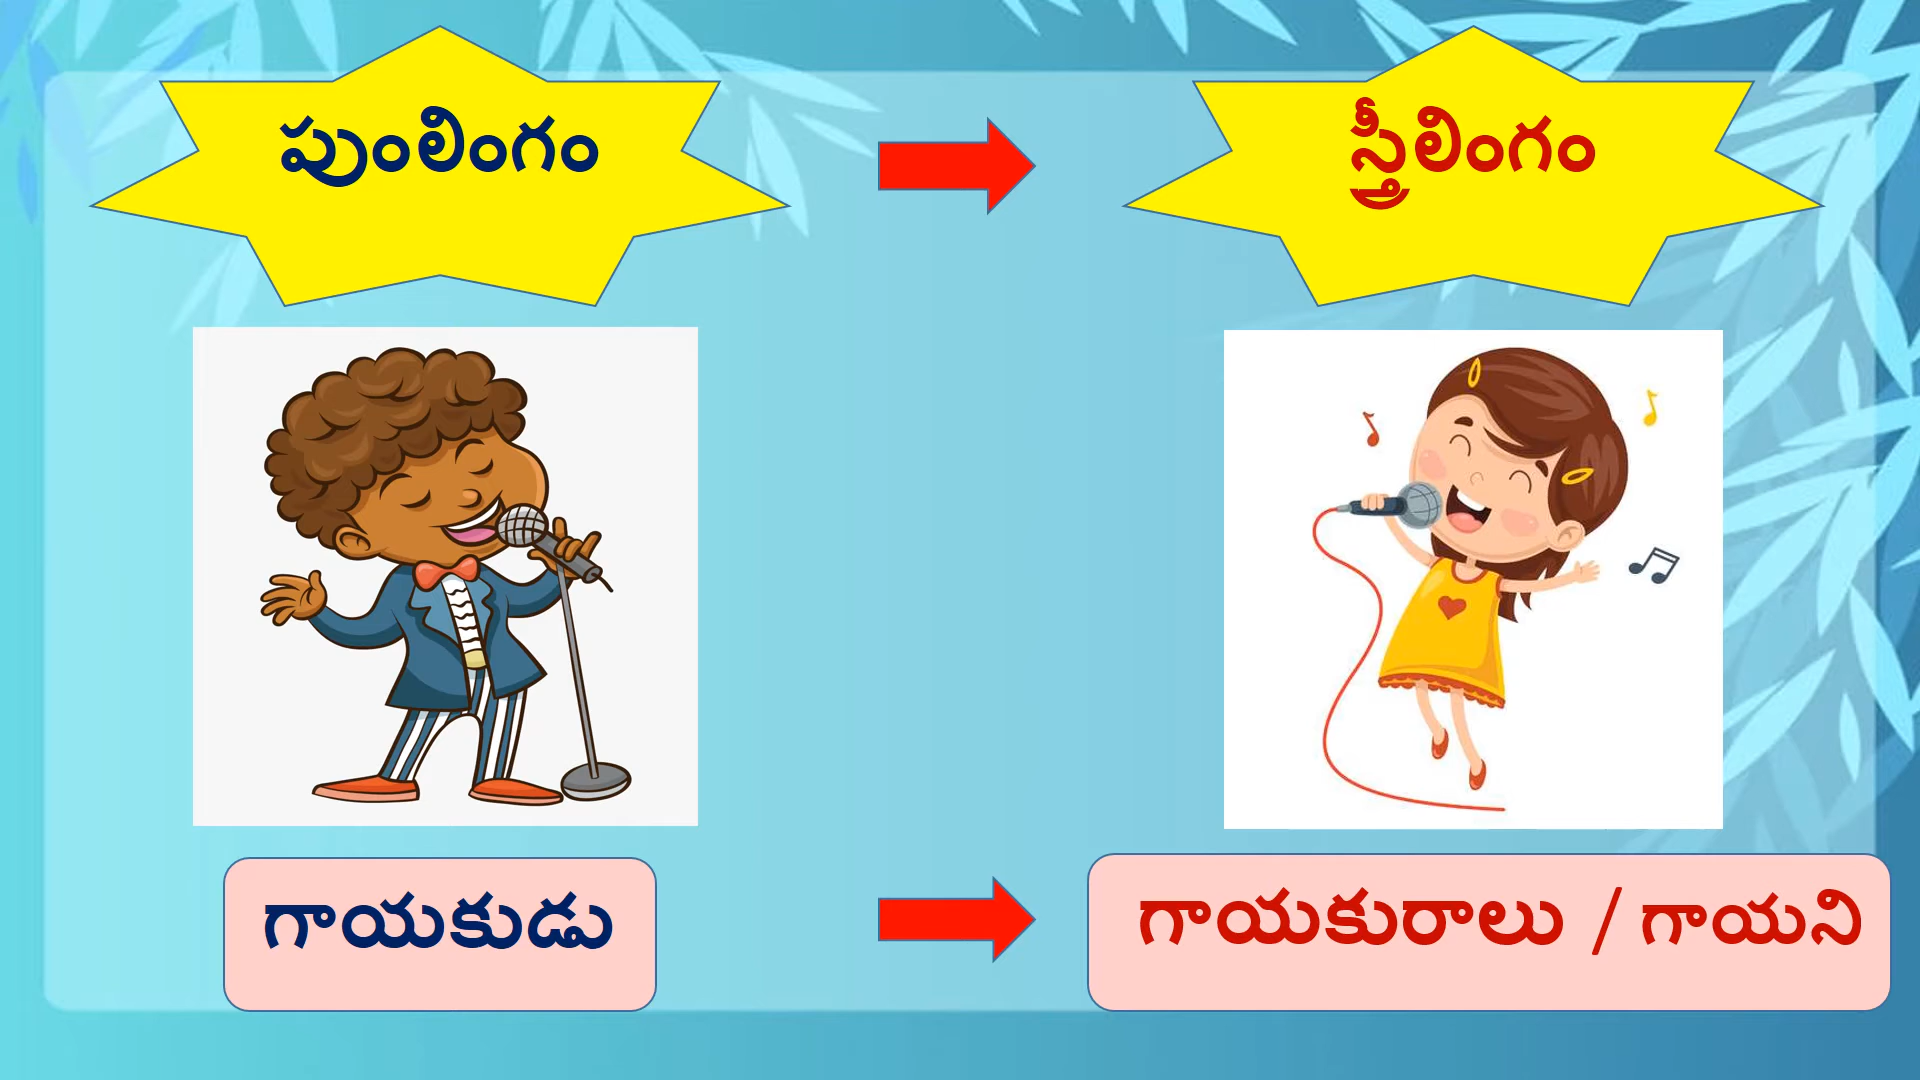 పుంలింగం
స్త్రీలింగం
గాయకుడు
గాయకురాలు / గాయని